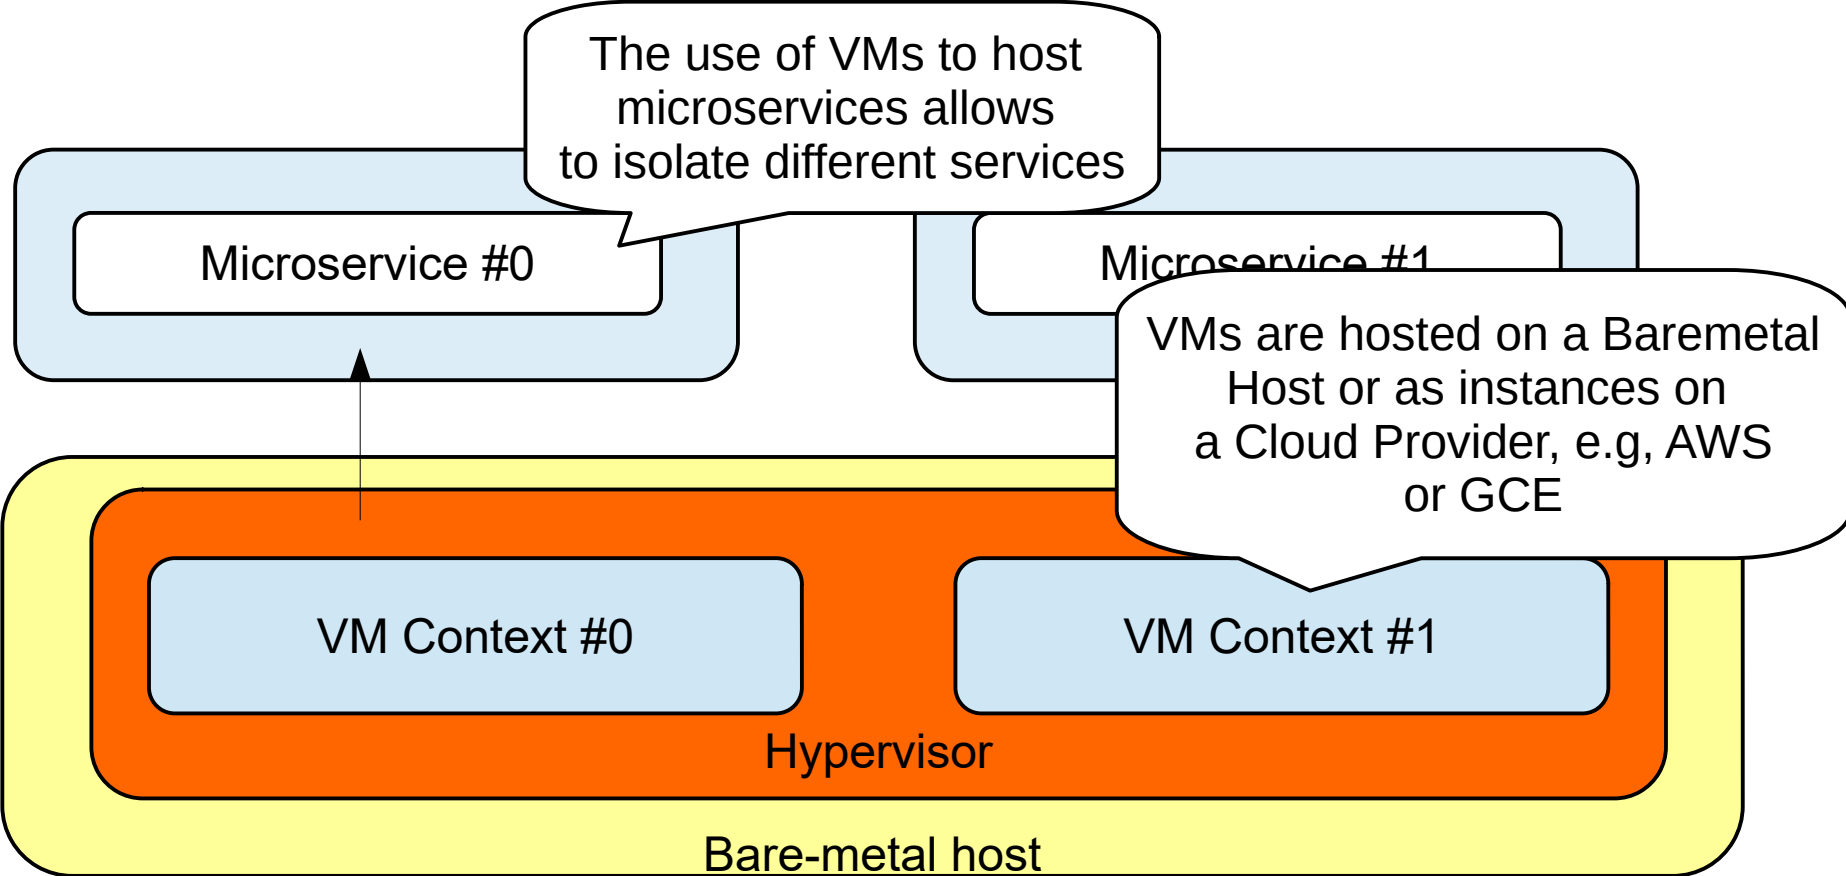 The use of VMs to host
microservices allows
to isolate different services
Microservice #0
Microservice #1
VMs are hosted on a Baremetal
Host or as instances on
a Cloud Provider, e.g, AWS
or GCE
VM Context #0
VM Context #1
Hypervisor
Bare-metal host